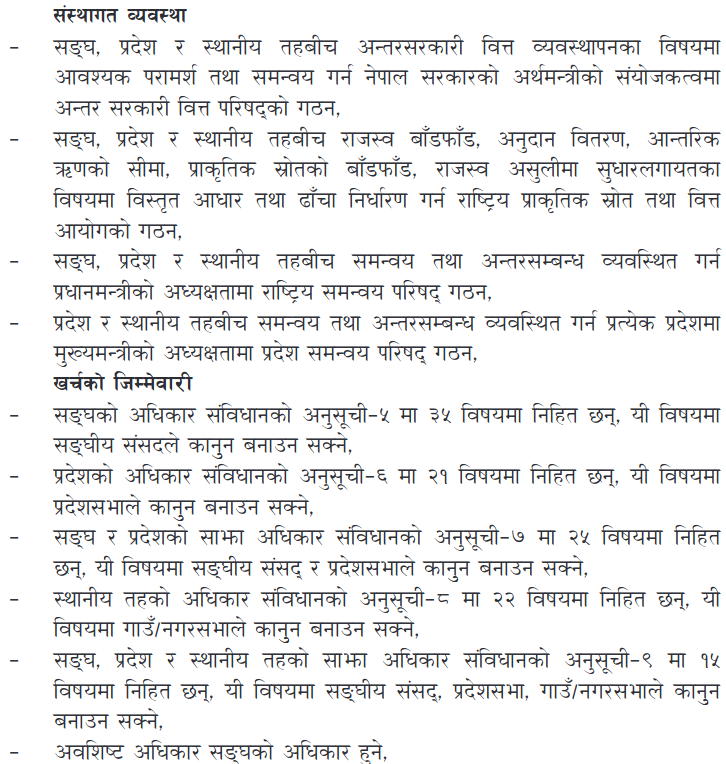 संस्थागत व्यवस्था
– सङ्घ, प्रदेश र स्थानीय तहबीच अन्तरसरकारी वित्त व्यवस्थापनका विषयमा
आवश्यक परामर्श तथा समन्वय गर्न नेपाल सरकारको अर्थमन्त्रीको संयोजकत्वमा
अन्तर सरकारी वित्त परिषद्को गठन,
– सङ्घ, प्रदेश र स्थानीय तहबीच राजस्व बाँडफाँड, अनुदान वितरण, आन्तरिक
ऋणको सीमा, प्राकृतिक स्रोतको बाँडफाँड, राजस्व असुलीमा सुधारलगायतका
विषयमा विस्तृत आधार तथा ढाँचा निर्धारण गर्न राष्ट्रिय प्राकृतिक स्रोत तथा वित्त
आयोगको गठन,
– सङ्घ, प्रदेश र स्थानीय तहबीच समन्वय तथा अन्तरसम्बन्ध व्यवस्थित गर्न
प्रधानमन्त्रीको अध्यक्षतामा राष्ट्रिय समन्वय परिषद् गठन,
– प्रदेश र स्थानीय तहबीच समन्वय तथा अन्तरसम्बन्ध व्यवस्थित गर्न प्रत्येक प्रदेशमा
मुख्यमन्त्रीको अध्यक्षतामा प्रदेश समन्वय परिषद् गठन,
खर्चको जिम्मेवारी
– सङ्घको अधिकार संविधानको अनुसूची-५ मा ३५ विषयमा निहित छन्, यी विषयमा
सङ्घीय संसदले कानुन बनाउन सक्ने,
– प्रदेशको अधिकार संविधानको अनुसूची-६ मा २१ विषयमा निहित छन्, यी विषयमा
प्रदेशसभाले कानुन बनाउन सक्ने,
– सङ्घ र प्रदेशको साझा अधिकार संविधानको अनुसूची-७ मा २५ विषयमा निहित
छन्, यी विषयमा सङ्घीय संसद् र प्रदेशसभाले कानुन बनाउन सक्ने,
– स्थानीय तहको अधिकार संविधानको अनुसूची-८ मा २२ विषयमा निहित छन्, यी
विषयमा गाउँ/नगरसभाले कानुन बनाउन सक्ने,
– सङ्घ, प्रदेश र स्थानीय तहको साझा अधिकार संविधानको अनुसूची-९ मा १५
विषयमा निहित छन्, यी विषयमा सङ्घीय संसद्, प्रदेशसभा, गाउँ/नगरसभाले कानुन
बनाउन सक्ने,
– अवशिष्ट अधिकार सङ्घको अधिकार हुने,